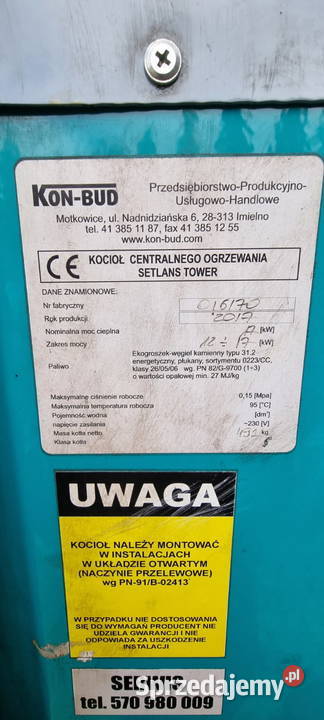 KON-BUD
Przedsiębiorstwo-Produkcyjno-
Usługowo-Handlowe
Motkowice, ul. Nadnidziańska 6, 28-313 Imielno
tel. 41 385 11 87, fax 41 385 12 55
www.kon-bud.com
CE KOCIOŁ CENTRALNEGO OGRZEWANIA
SETLANS TOWER
DANE ZNAMIONOWE:
Nr fabryczny 016170
Rok produkcji 2017
Nominalna moc cieplna [kW]
Zakres mocy 12 ÷ 17 [kW]
Paliwo Ekogroszek-węgiel kamienny typu 31.2
energetyczny, płukany, sortymentu 0223/CC,
klasy 26/05/06 wg. PN 82/G-9700 (1÷3)
o wartości opałowej min. 27 MJ/kg
Maksymalne ciśnienie robocze 0,15 [Mpa]
Maksymalna temperatura robocza 95 [°C]
Pojemność wodna [dm³]
napięcie zasilania ~230 [V]
Masa kotła netto kg
Klasa kotła 5
UWAGA
KOCIOŁ NALEŻY MONTOWAĆ
W INSTALACJACH
W UKŁADZIE OTWARTYM
(NACZYNIE PRZELEWOWE)
wg PN-91/B-02413
W PRZYPADKU NIE DOSTOSOWANIA
SIĘ DO WYMAGAŃ PRODUCENT NIE
UDZIELA GWARANCJI I NIE
ODPOWIADA ZA USZKODZENIE
INSTALACJI
SERWIS
tel. 570 980 009
Sprzedajemy.pl